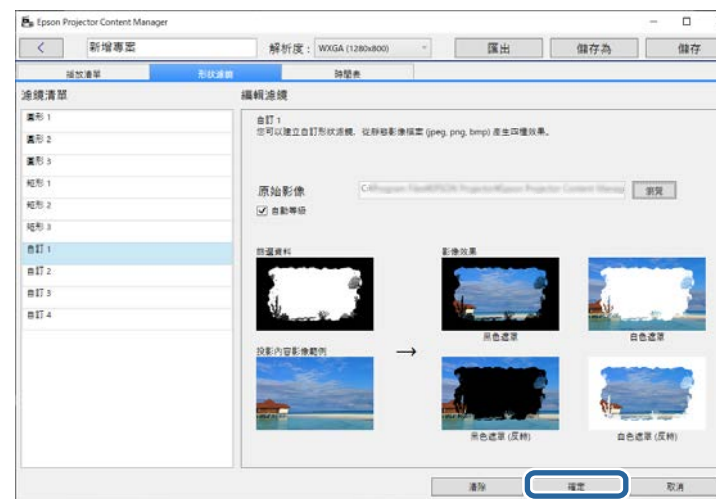 Epson Projector Content Manager
新增專案 解析度： WXGA (1280x800) 匯出 儲存為 儲存
播放清單 形狀濾鏡 時間表
濾鏡清單 編輯濾鏡
圓形 1
圓形 2
圓形 3
矩形 1
矩形 2
矩形 3
自訂 1
自訂 2
自訂 3
自訂 4
自訂 1
您可以建立自訂形狀濾鏡，從靜態影像檔案 (jpeg, png, bmp) 產生四種效果。
原始影像 瀏覽
自動等級
篩選資料 影像效果
黑色遮罩 白色遮罩
投影內容影像範例 →
黑色遮罩 (反轉) 白色遮罩 (反轉)
清除 確定 取消